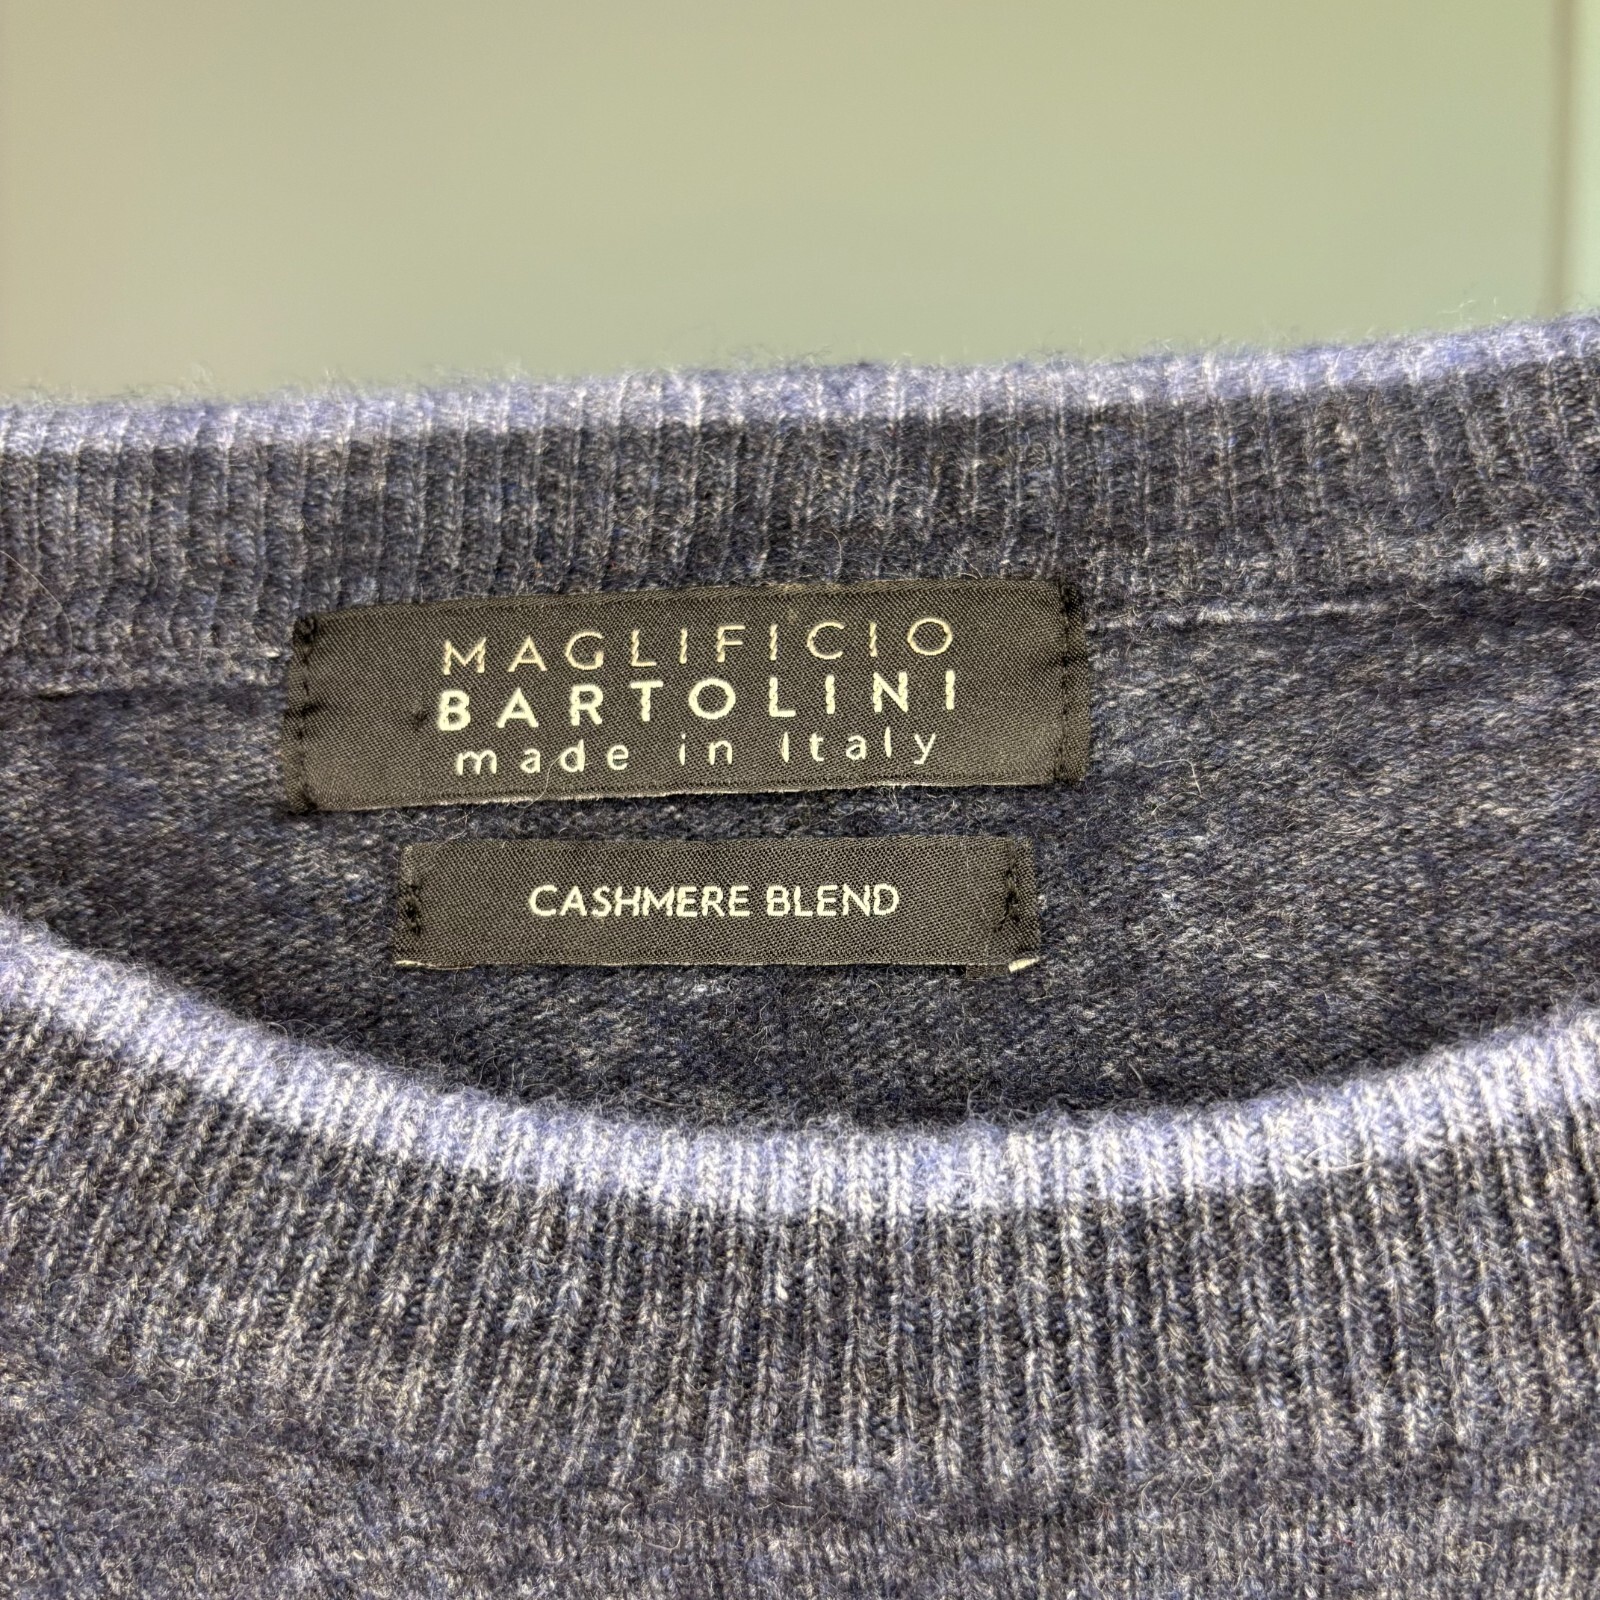 MAGLIFICIO
BARTOLINI
made in Italy
CASHMERE BLEND